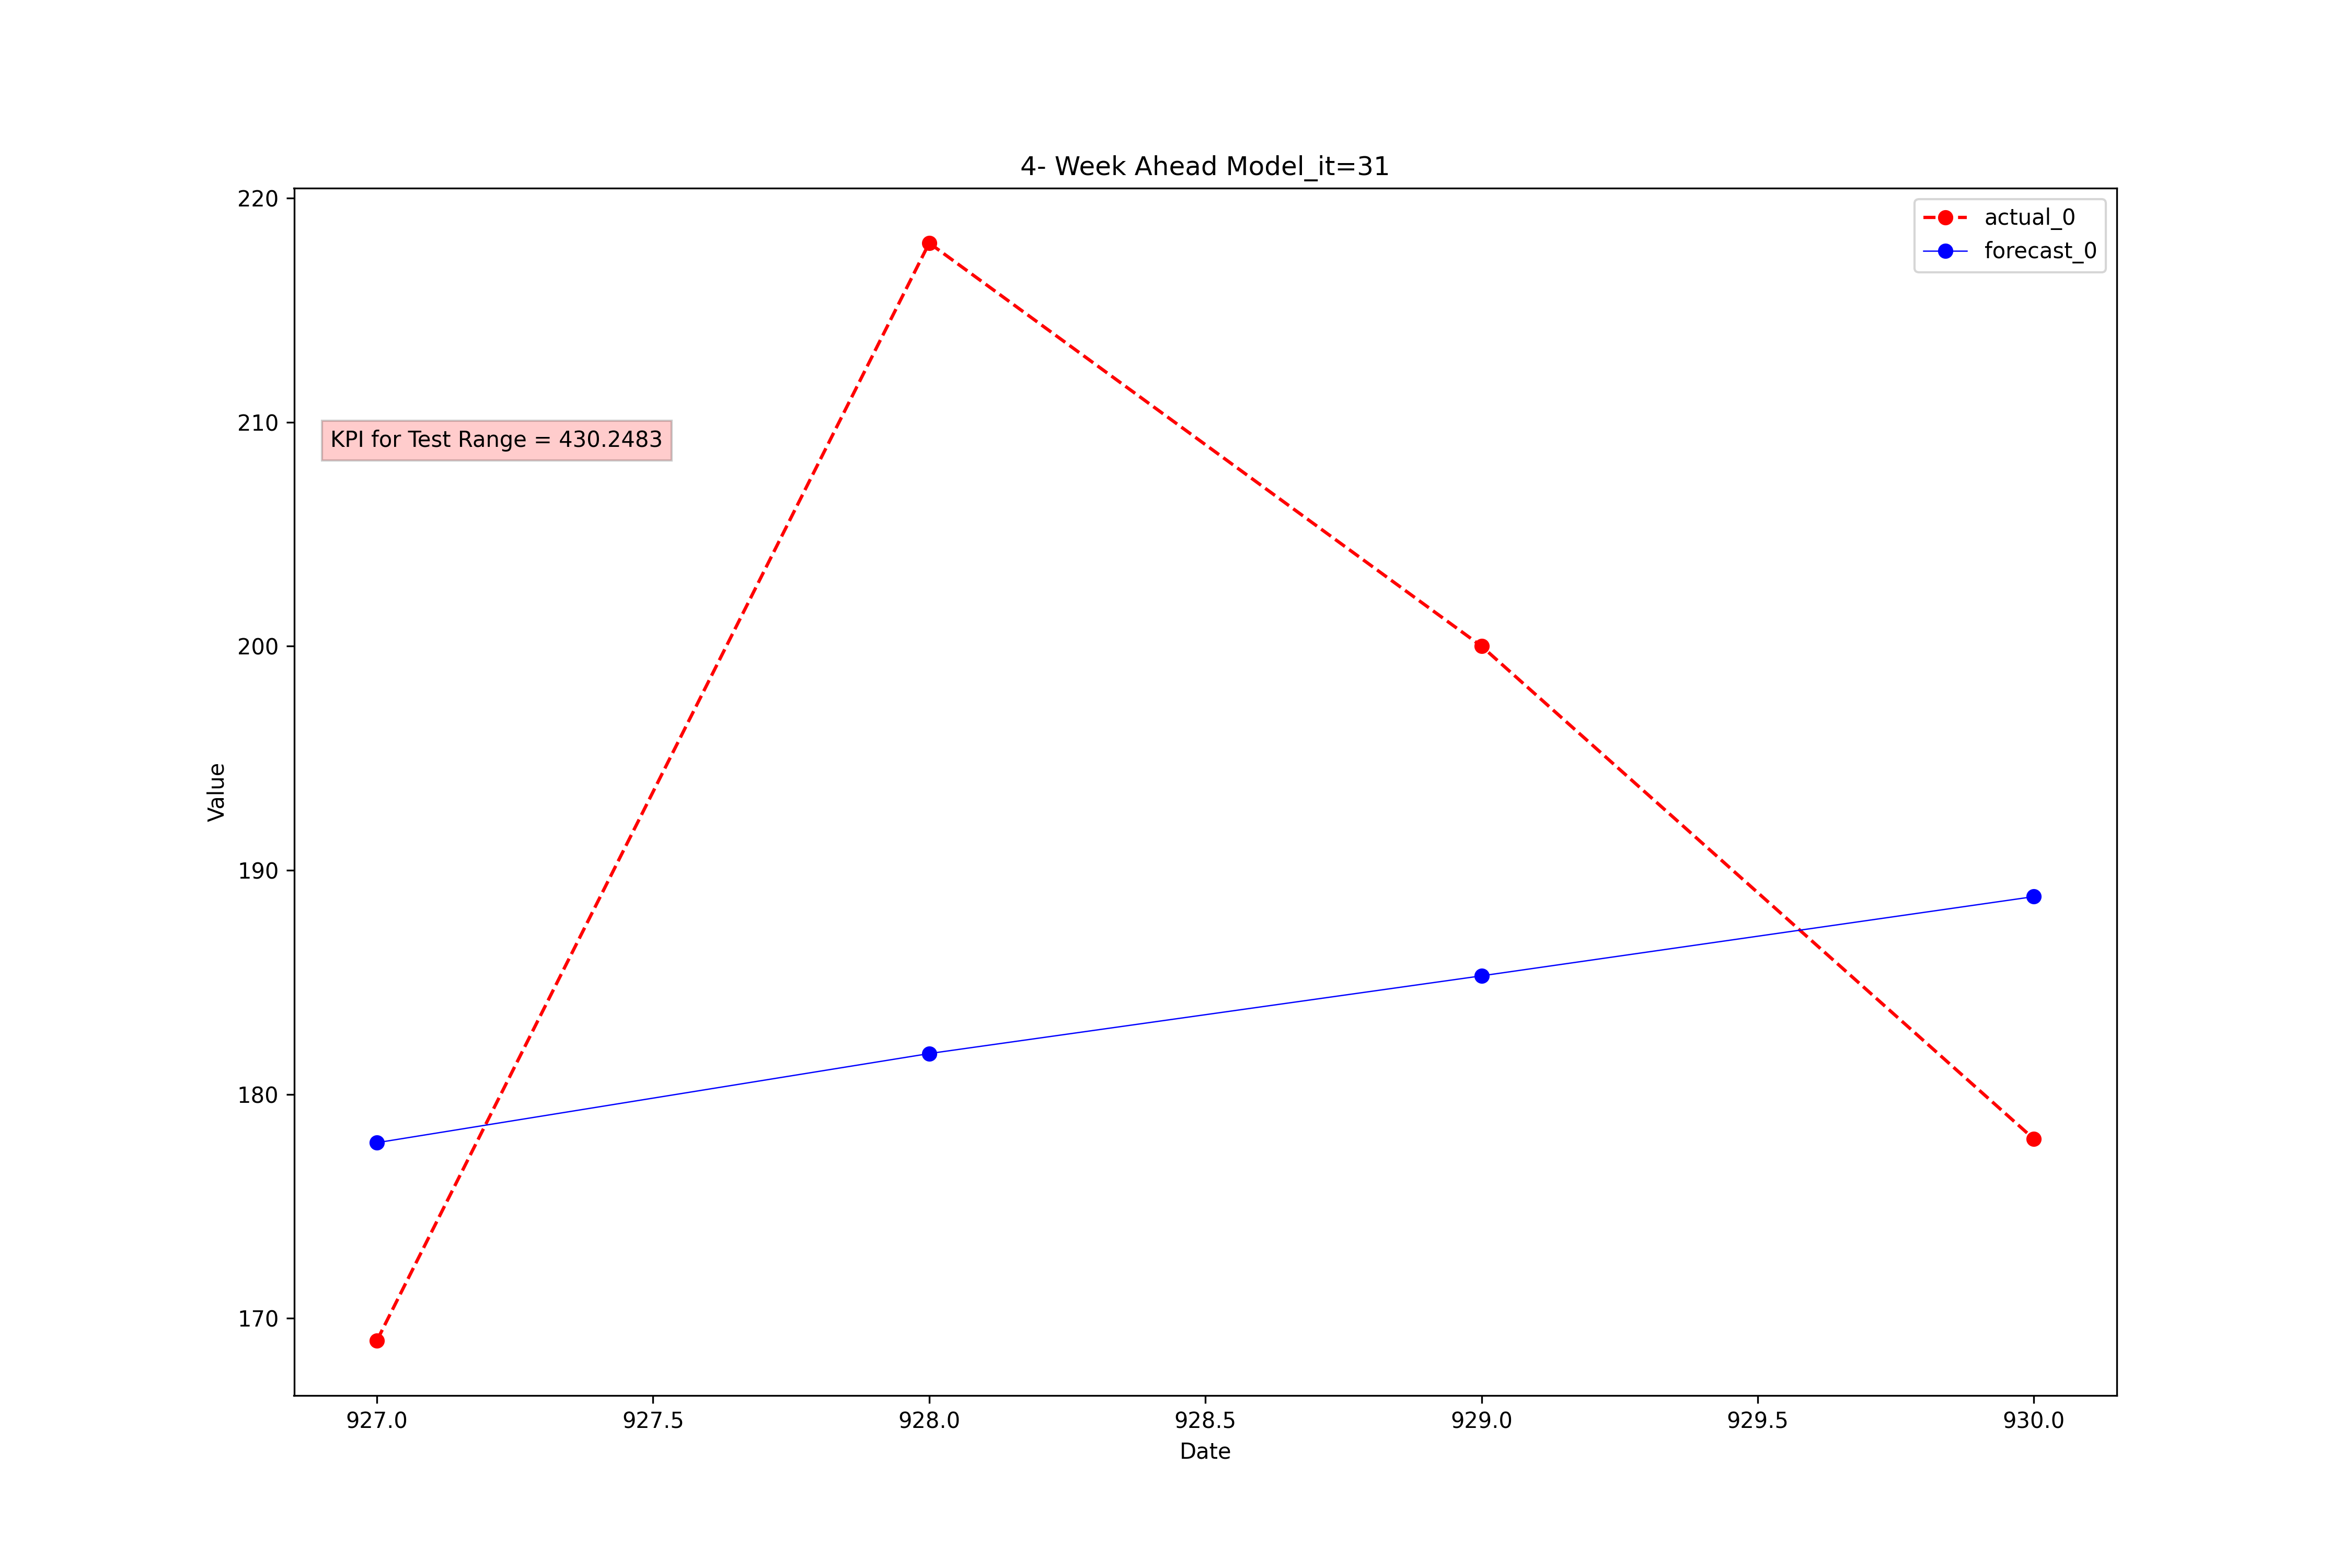 4- Week Ahead Model_it=31
220
210
200
190
180
170
Value
KPI for Test Range = 430.2483
actual_0
forecast_0
927.0 927.5 928.0 928.5 929.0 929.5 930.0
Date